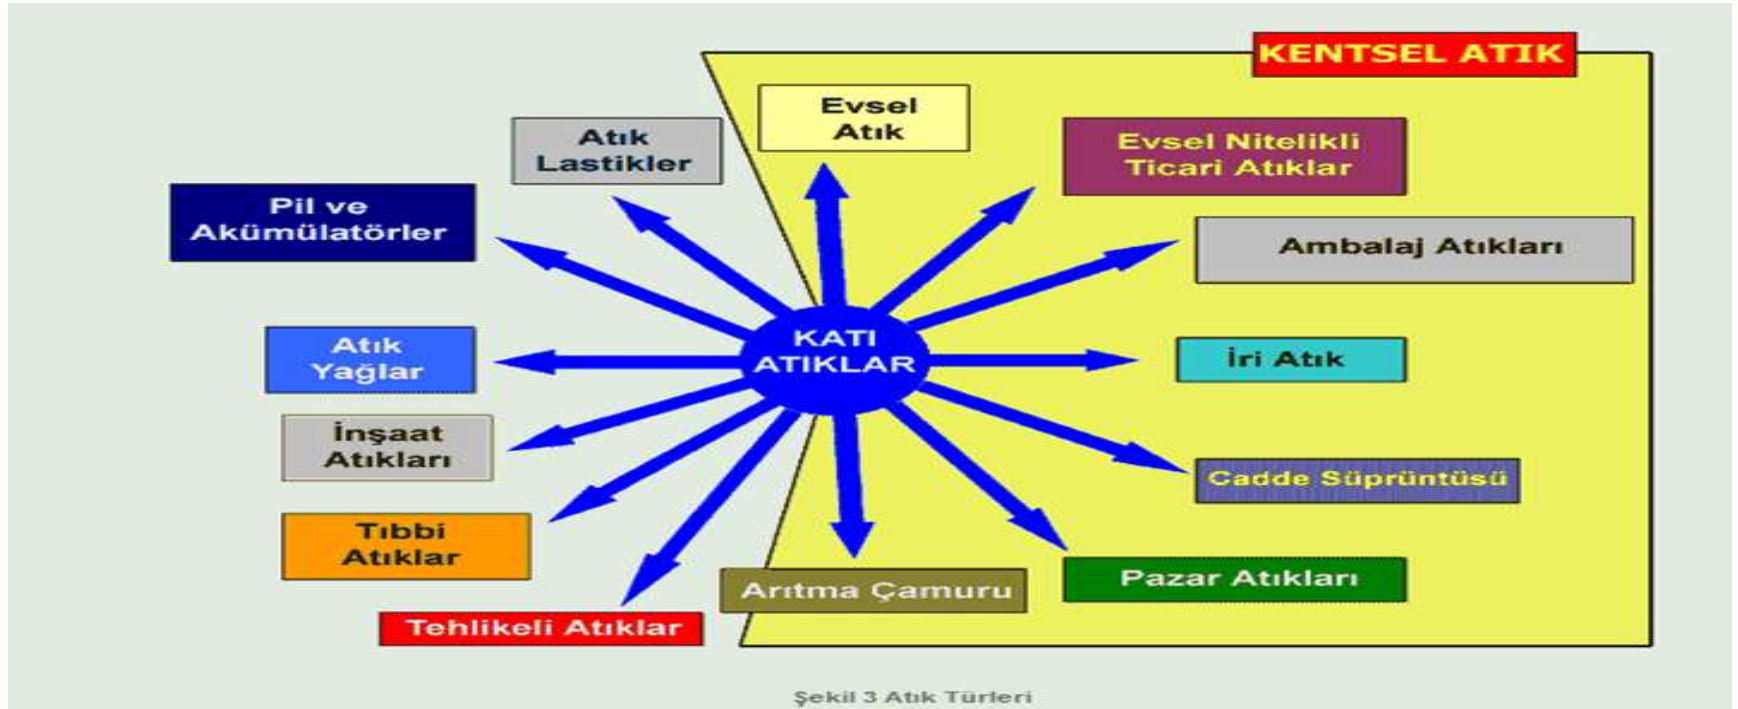 KENTSEL ATIK
Evsel
Atık
Atık
Lastikler
Evsel Nitelikli
Ticari Atıklar
Pil ve
Akümülatörler
Ambalaj Atıkları
KATI
ATIKLAR
Atık
Yağlar
İri Atık
İnşaat
Atıkları
Cadde Süprüntüsü
Tıbbi
Atıklar
Arıtma Çamuru
Pazar Atıkları
Tehlikeli Atıklar
Şekil 3 Atık Türleri